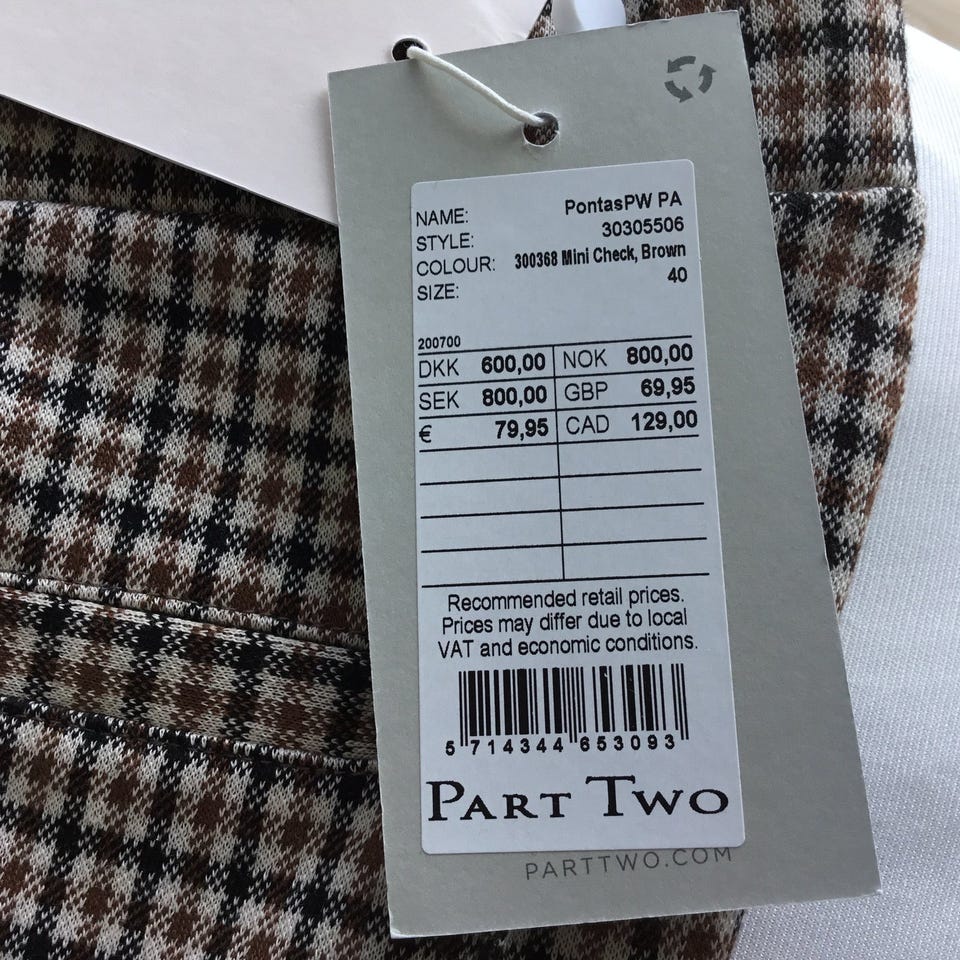 NAME: PontasPW PA
STYLE: 30305506
COLOUR: 300368 Mini Check, Brown
SIZE: 40
200700
DKK 600,00 NOK 800,00
SEK 800,00 GBP 69,95
€ 79,95 CAD 129,00
Recommended retail prices.
Prices may differ due to local
VAT and economic conditions.
5 714344 653093
PART TWO
PARTTWO.COM